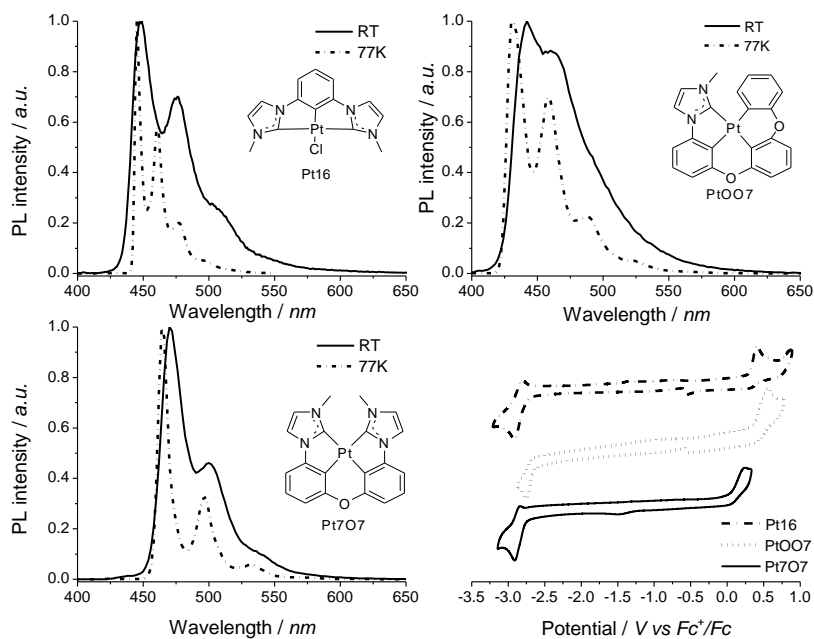 1.0
0.8
0.6
0.4
0.2
0.0
PL intensity / a.u.
RT
77K
N
N
N
N
Pt
Cl
Pt16
400 450 500 550 600 650
Wavelength / nm
1.0
0.8
0.6
0.4
0.2
0.0
PL intensity / a.u.
RT
77K
N
N
Pt
O
O
PtOO7
400 450 500 550 600 650
Wavelength / nm
1.0
0.8
0.6
0.4
0.2
0.0
PL intensity / a.u.
RT
77K
N
N
N
N
Pt
O
Pt7O7
400 450 500 550 600 650
Wavelength / nm
Pt16
PtOO7
Pt7O7
-3.5 -3.0 -2.5 -2.0 -1.5 -1.0 -0.5 0.0 0.5 1.0
Potential / V vs Fc⁺/Fc